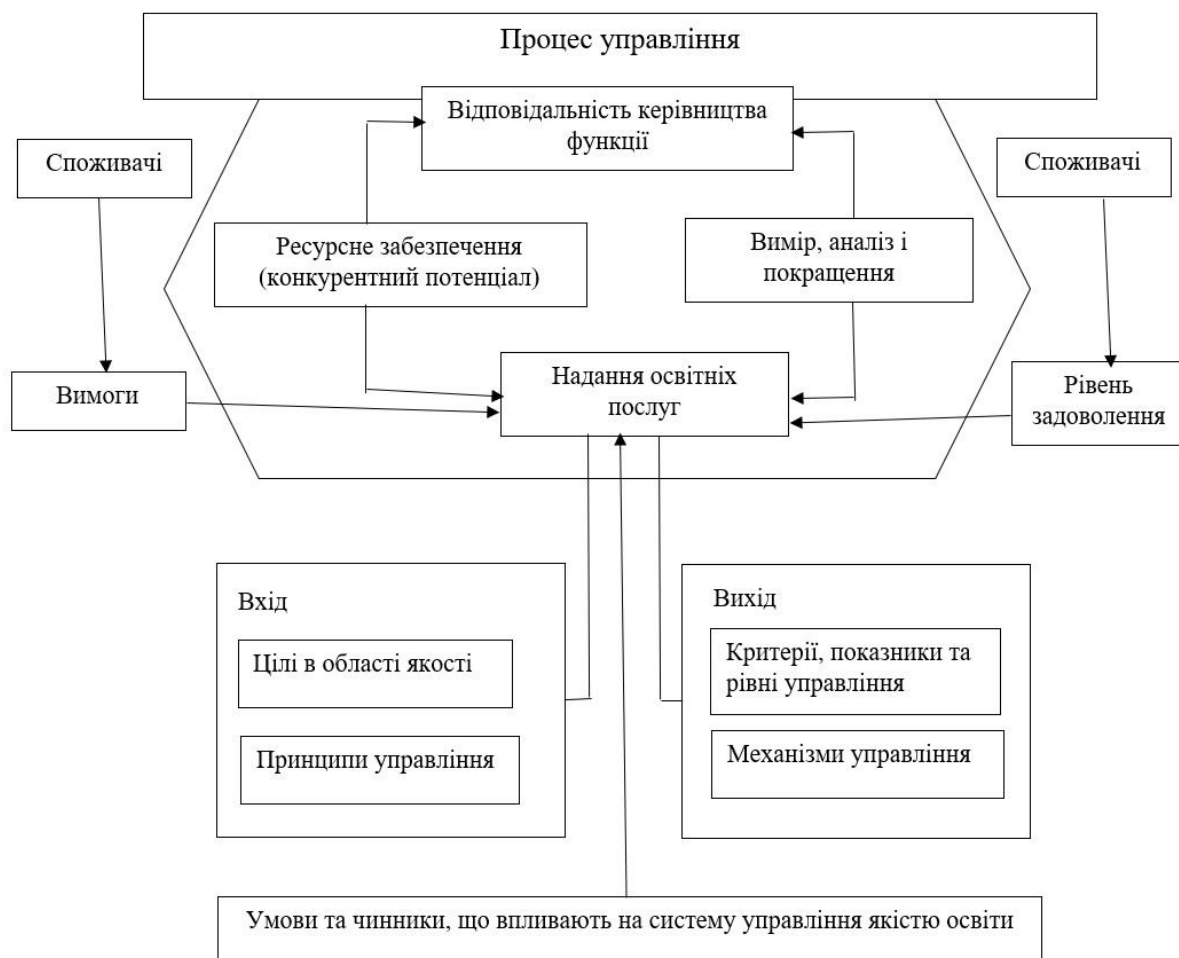 Процес управління
Відповідальність керівництва
функції
Споживачі
Споживачі
Ресурсне забезпечення
(конкурентний потенціал)
Вимір, аналіз і
покращення
Вимоги
Надання освітніх
послуг
Рівень
задоволення
Вхід
Цілі в області якості
Принципи управління
Вихід
Критерії, показники та
рівні управління
Механізми управління
Умови та чинники, що впливають на систему управління якістю освіти